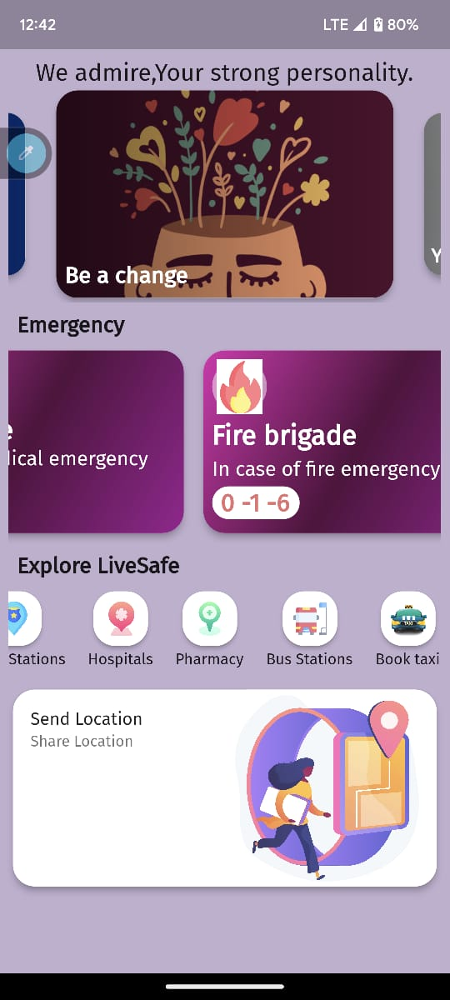 12:42
LTE 80%
We admire,Your strong personality.
Be a change
Y
Emergency
e
lical emergency
Fire brigade
In case of fire emergency
0 -1 -6
Explore LiveSafe
TAXI
Stations
Hospitals
Pharmacy
Bus Stations
Book taxi
Send Location
Share Location